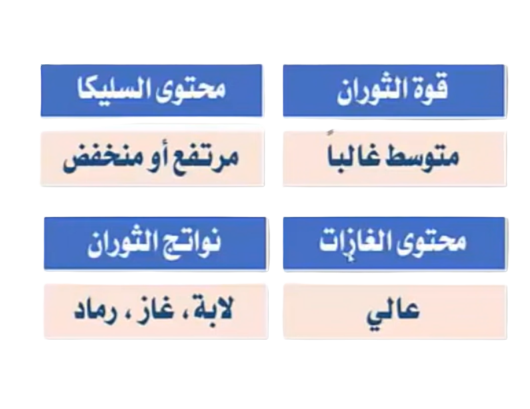 قوة الثوران
محتوى السليكا
متوسط غالباً
مرتفع أو منخفض
محتوى الغازات
نواتج الثوران
عالي
لابة، غاز، رماد